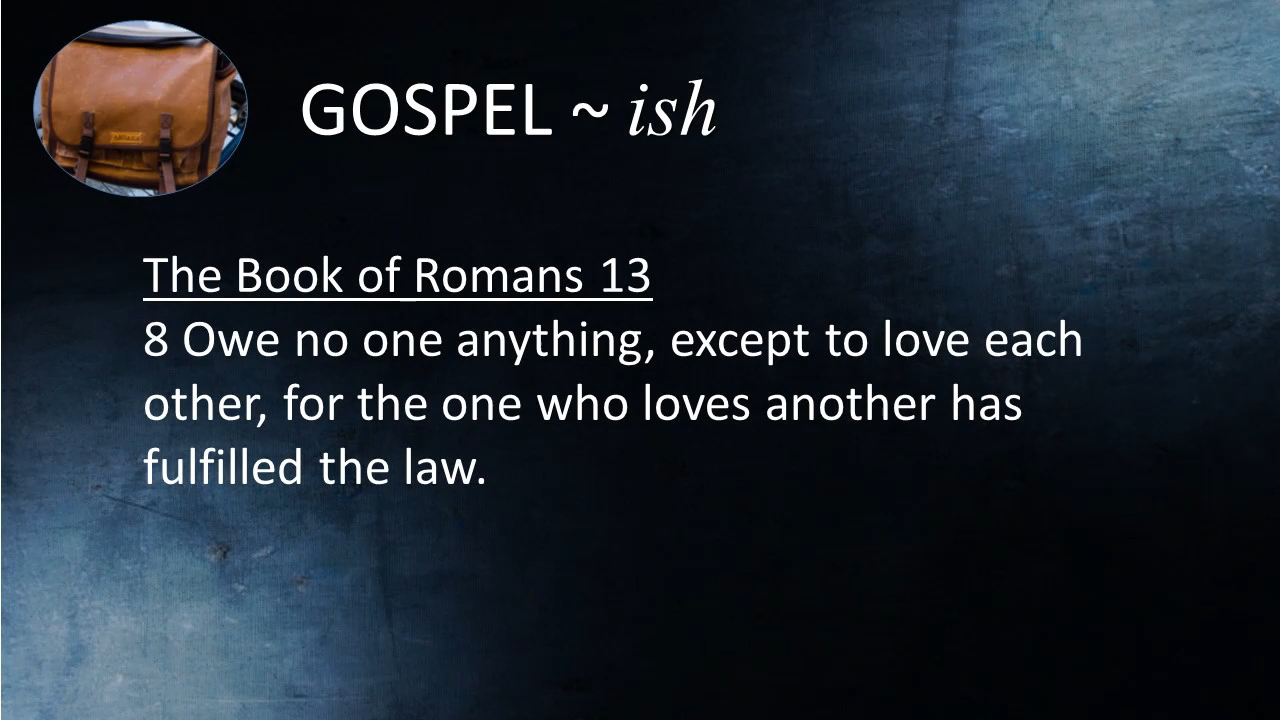 GOSPEL ~ ish
The Book of Romans 13
8 Owe no one anything, except to love each
other, for the one who loves another has
fulfilled the law.